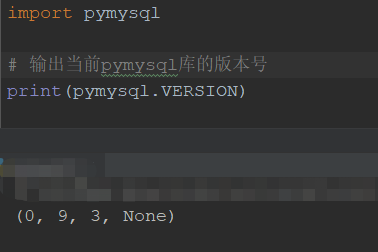 import pymysql
# 输出当前pymysql库的版本号
print(pymysql.VERSION)
(0, 9, 3, None)